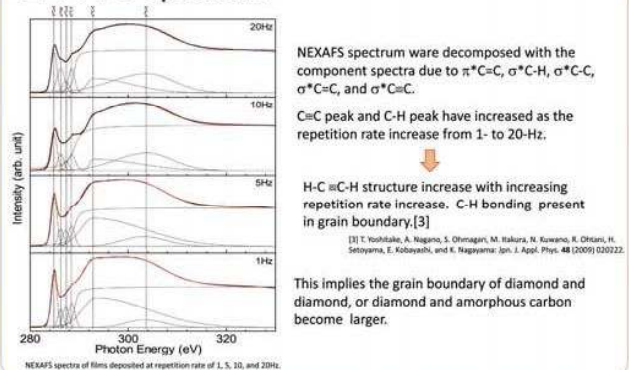 20Hz
10Hz
5Hz
1Hz
Intensity (arb. unit)
280 300 320
Photon Energy (eV)
NEXAFS spectra of films deposited at repetition rate of 1, 5, 10, and 20Hz.
NEXAFS spectrum ware decomposed with the
component spectra due to π*C=C, σ*C-H, σ*C-C,
σ*C=C, and σ*C≡C.
C≡C peak and C-H peak have increased as the
repetition rate increase from 1- to 20-Hz.
H-C ≡C-H structure increase with increasing
repetition rate increase. C-H bonding present
in grain boundary.[3]
[3] T. Yoshitake, A. Nagano, S. Ohmagari, M. Itakura, N. Kuwano, R. Ohtani, H.
Setoyama, E. Kobayashi, and K. Nagayama: Jpn. J. Appl. Phys. 48 (2009) 020222.
This implies the grain boundary of diamond and
diamond, or diamond and amorphous carbon
become larger.